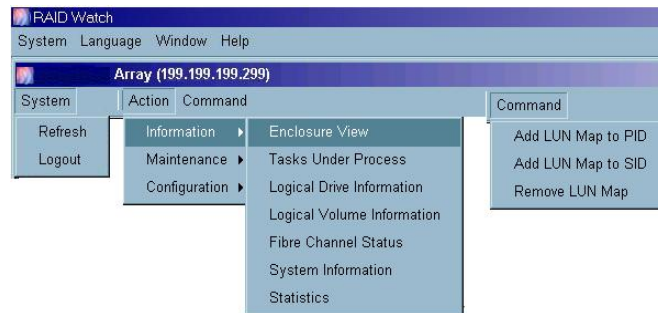 RAID Watch
System Language Window Help
Array (199.199.199.299)
System Action Command
Refresh
Logout
Information
Maintenance
Configuration
Enclosure View
Tasks Under Process
Logical Drive Information
Logical Volume Information
Fibre Channel Status
System Information
Statistics
Command
Add LUN Map to PID
Add LUN Map to SID
Remove LUN Map